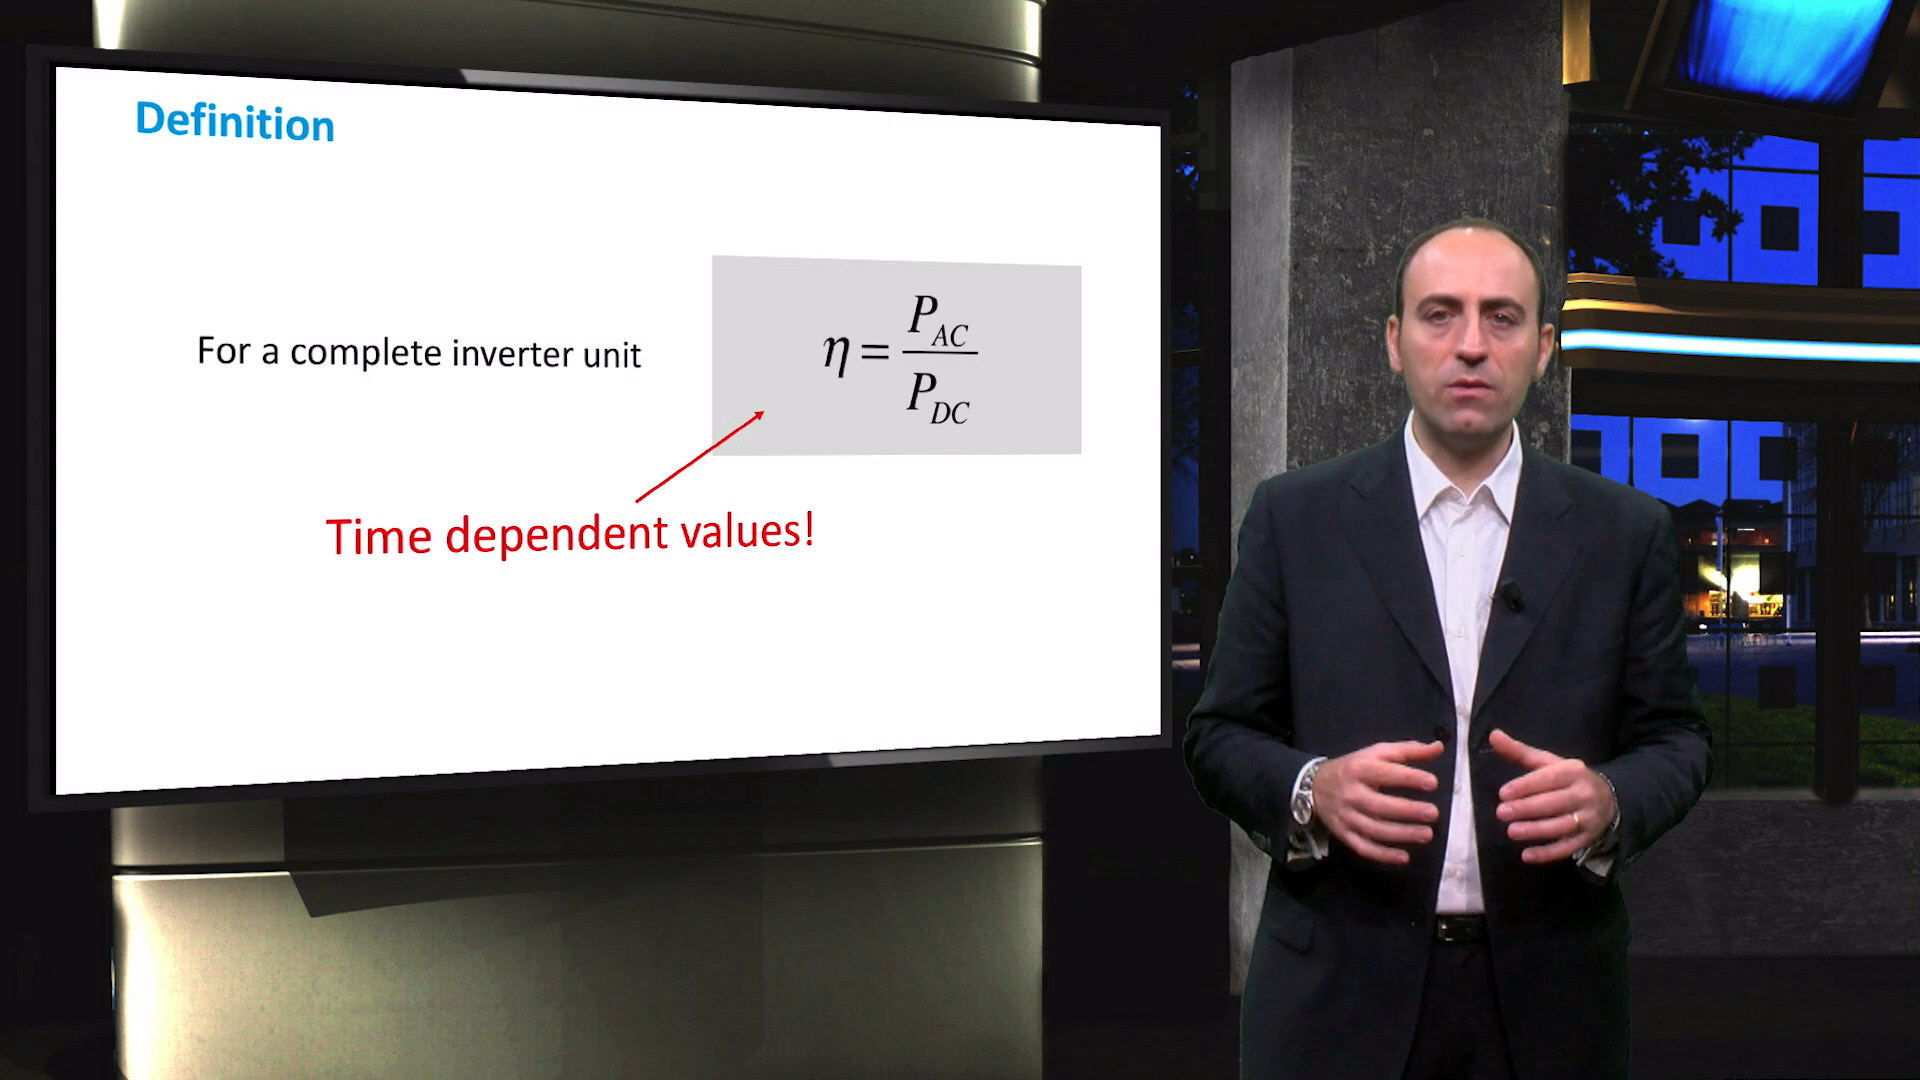 Definition
For a complete inverter unit
η = P_AC / P_DC
Time dependent values!